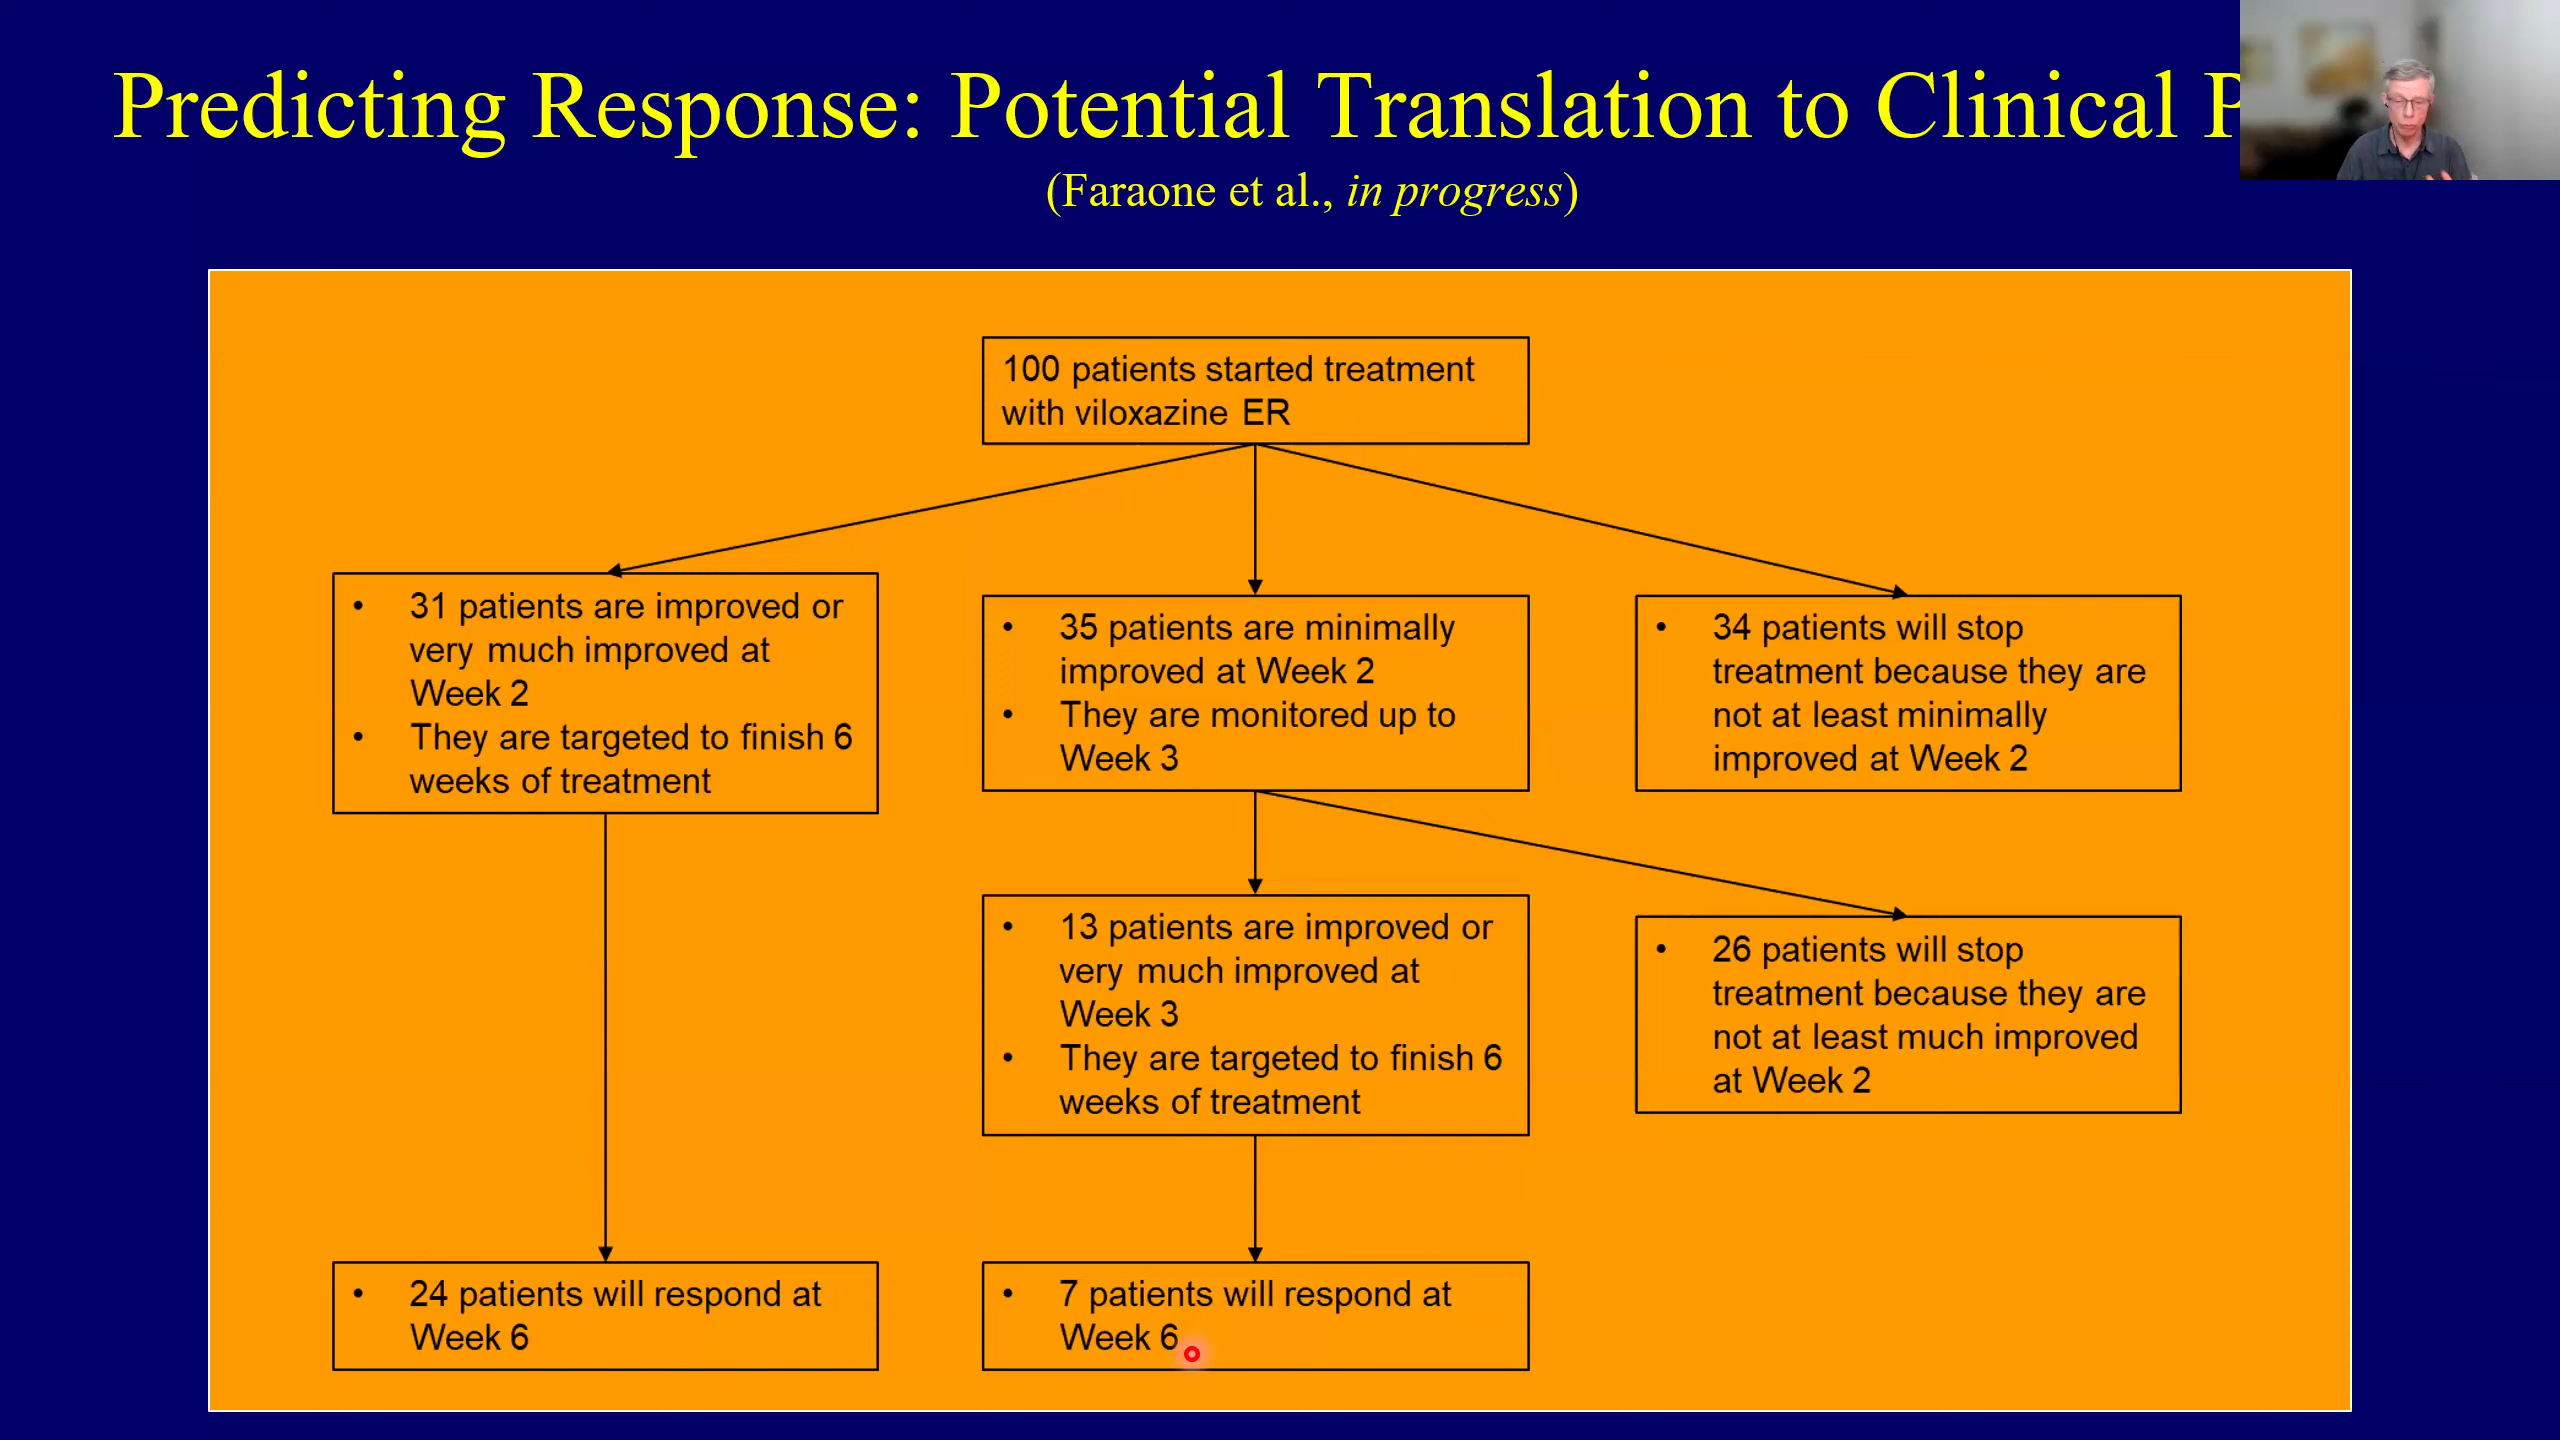 Predicting Response: Potential Translation to Clinical P
(Faraone et al., in progress)
100 patients started treatment
with viloxazine ER
• 31 patients are improved or
very much improved at
Week 2
• They are targeted to finish 6
weeks of treatment
• 35 patients are minimally
improved at Week 2
• They are monitored up to
Week 3
• 34 patients will stop
treatment because they are
not at least minimally
improved at Week 2
• 13 patients are improved or
very much improved at
Week 3
• They are targeted to finish 6
weeks of treatment
• 26 patients will stop
treatment because they are
not at least much improved
at Week 2
• 24 patients will respond at
Week 6
• 7 patients will respond at
Week 6